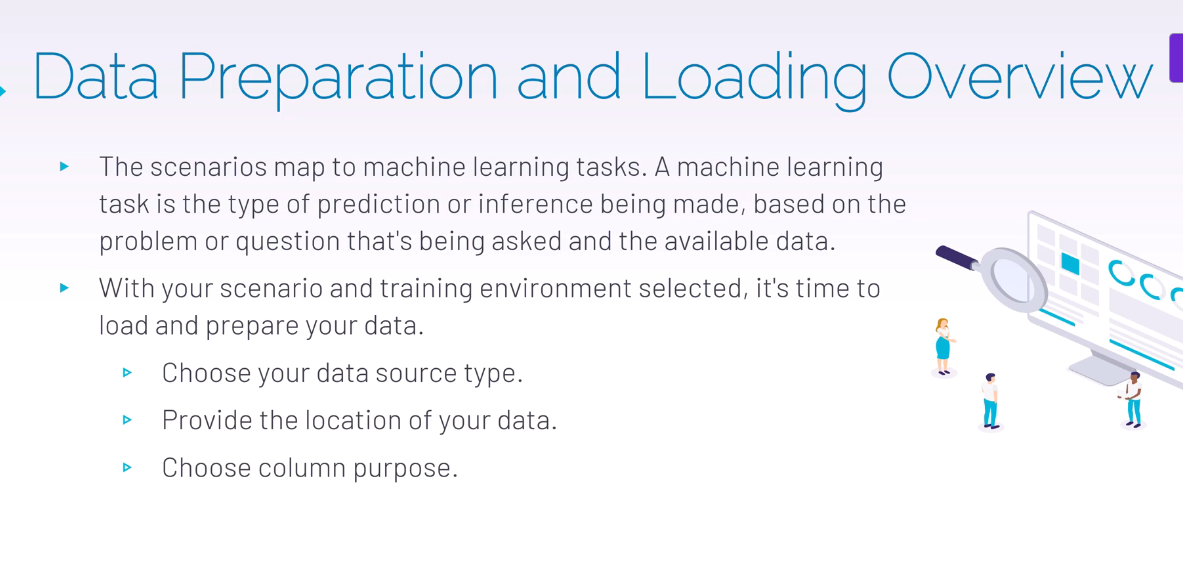 Data Preparation and Loading Overview
The scenarios map to machine learning tasks. A machine learning
task is the type of prediction or inference being made, based on the
problem or question that's being asked and the available data.
With your scenario and training environment selected, it's time to
load and prepare your data.
Choose your data source type.
Provide the location of your data.
Choose column purpose.